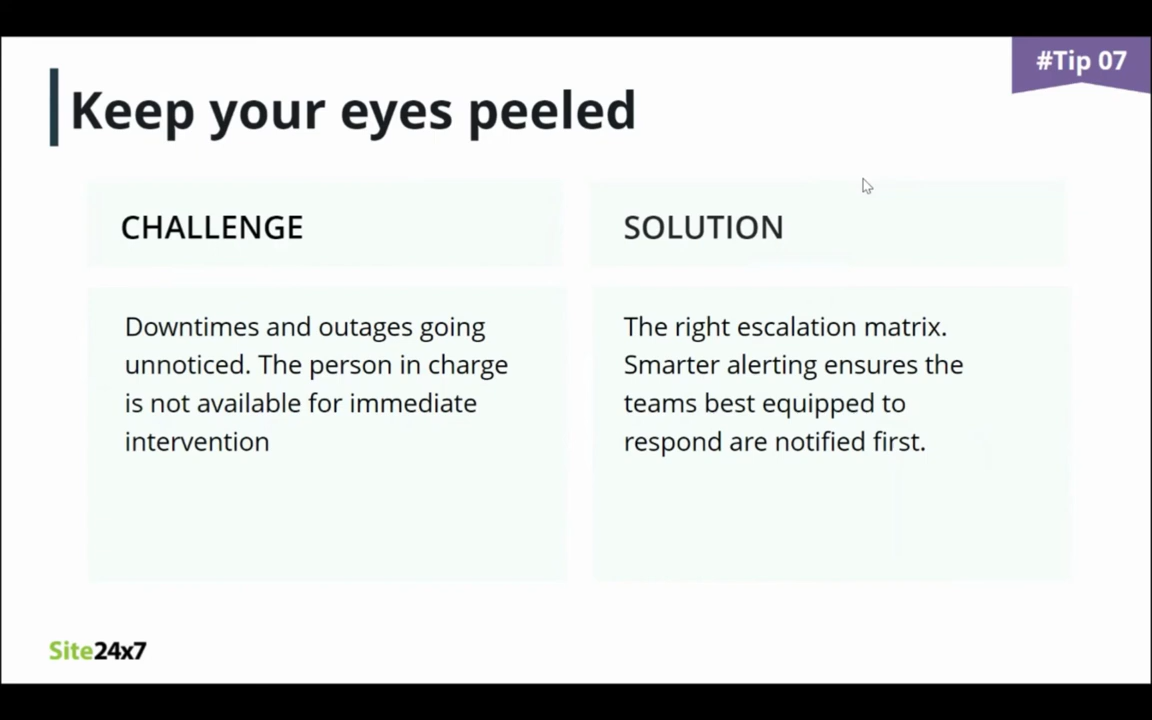 #Tip 07
Keep your eyes peeled
CHALLENGE
Downtimes and outages going
unnoticed. The person in charge
is not available for immediate
intervention
SOLUTION
The right escalation matrix.
Smarter alerting ensures the
teams best equipped to
respond are notified first.
Site24x7